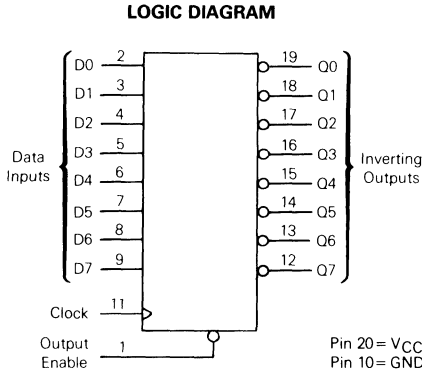 LOGIC DIAGRAM
D0 2 19 Q0
D1 3 18 Q1
D2 4 17 Q2
D3 5 16 Q3
Data Inputs
D4 6 15 Q4
Inverting Outputs
D5 7 14 Q5
D6 8 13 Q6
D7 9 12 Q7
Clock 11
Output Enable 1
Pin 20 = VCC
Pin 10 = GND